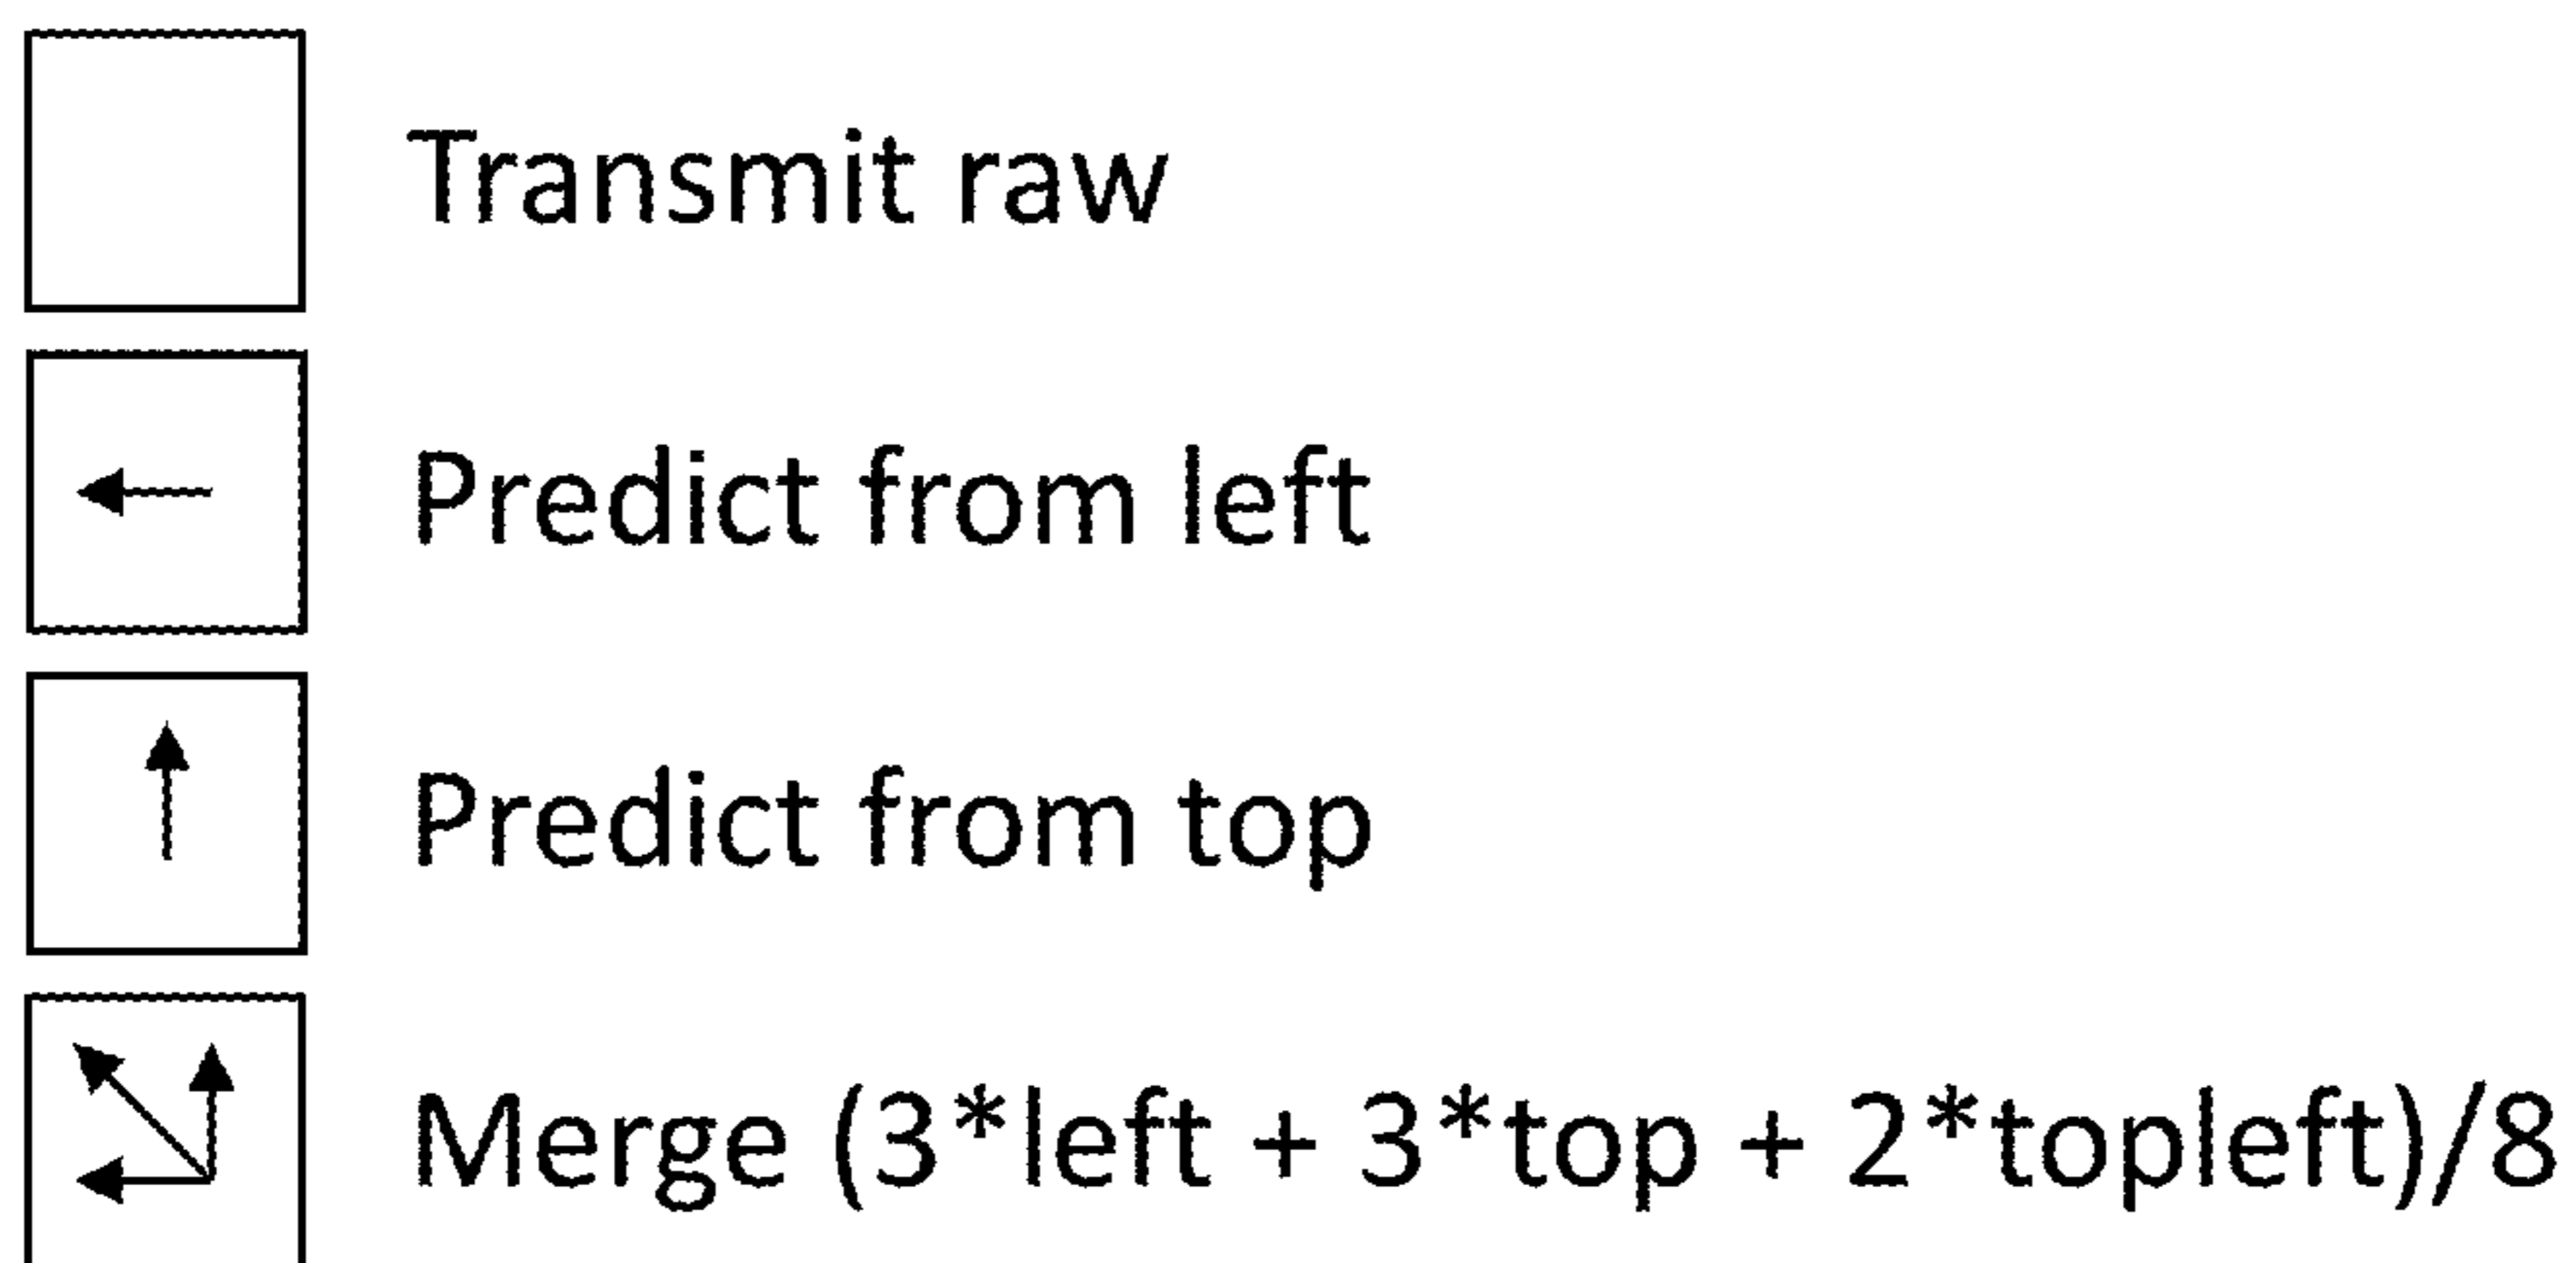 Transmit raw
Predict from left
Predict from top
Merge (3*left + 3*top + 2*topleft)/8